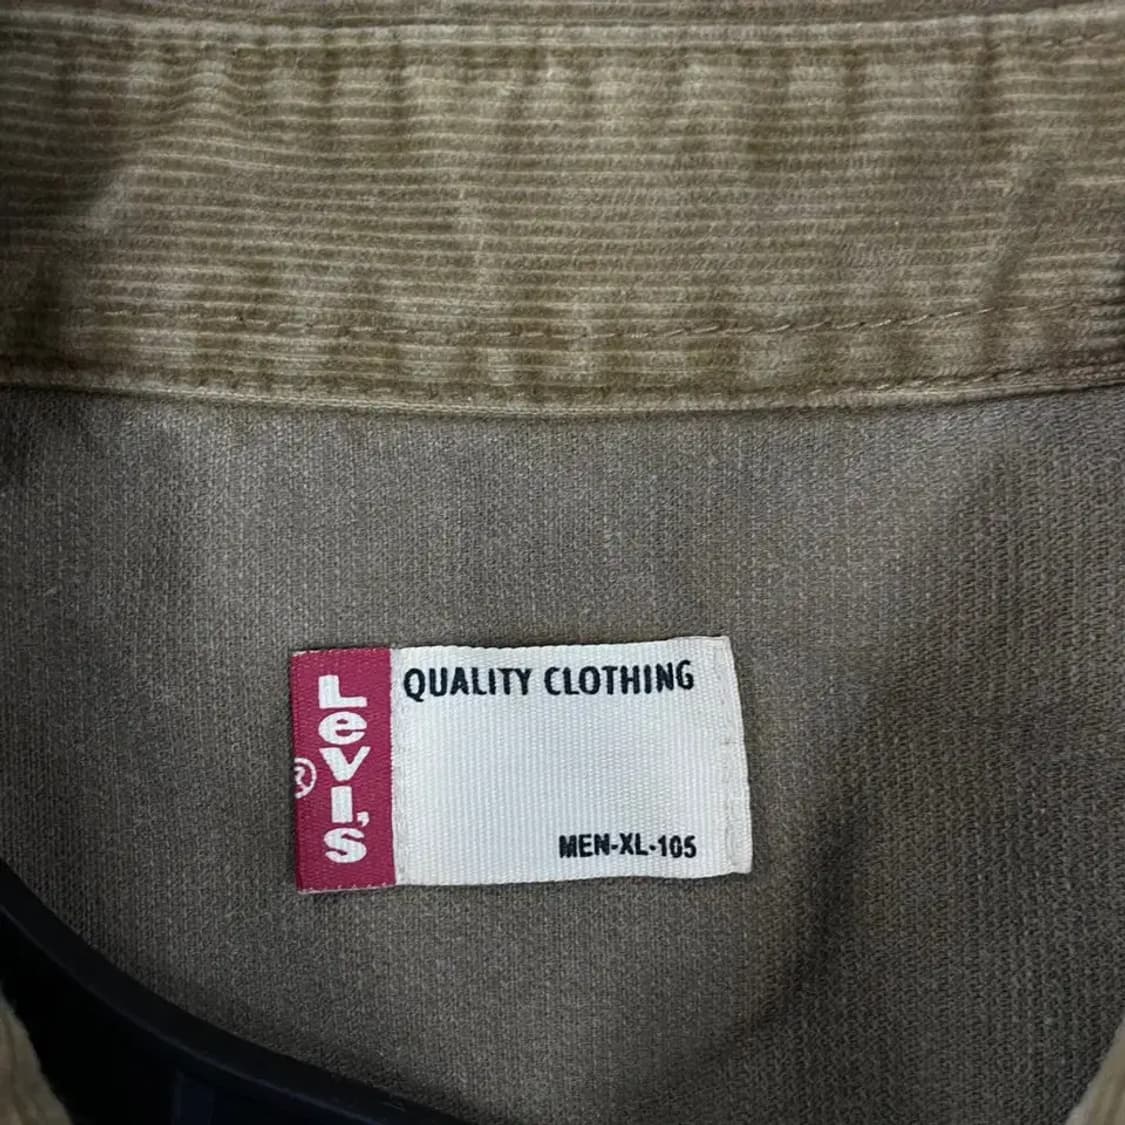 LEVI'S
®
QUALITY CLOTHING
MEN-XL-105